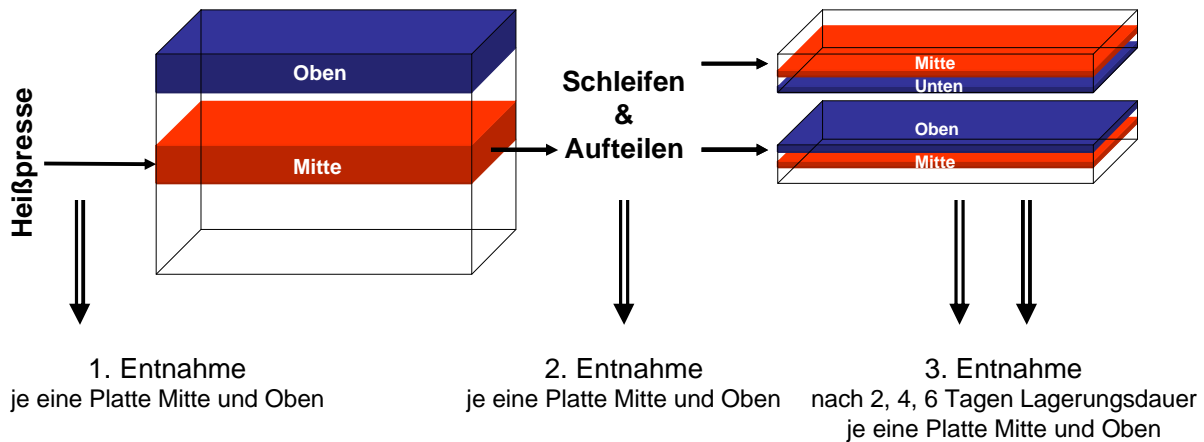 Heißpresse
Oben
Mitte
Schleifen
&
Aufteilen
Mitte
Unten
Oben
Mitte
1. Entnahme
je eine Platte Mitte und Oben
2. Entnahme
je eine Platte Mitte und Oben
3. Entnahme
nach 2, 4, 6 Tagen Lagerungsdauer
je eine Platte Mitte und Oben